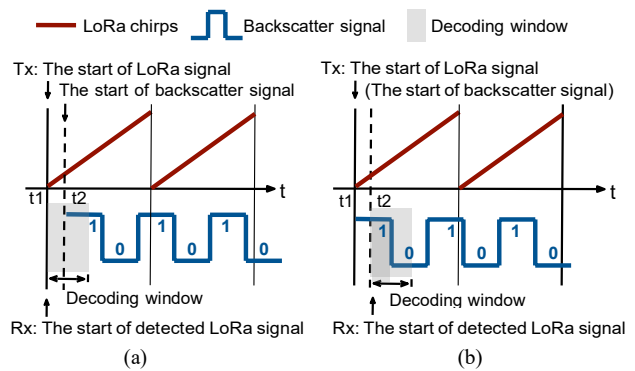 LoRa chirps Backscatter signal Decoding window
Tx: The start of LoRa signal
The start of backscatter signal
t
t1
t2
1 0 1 0 1 0
Decoding window
Rx: The start of detected LoRa signal
(a)
Tx: The start of LoRa signal
(The start of backscatter signal)
t
t1
t2
1 0 1 0 1 0
Decoding window
Rx: The start of detected LoRa signal
(b)